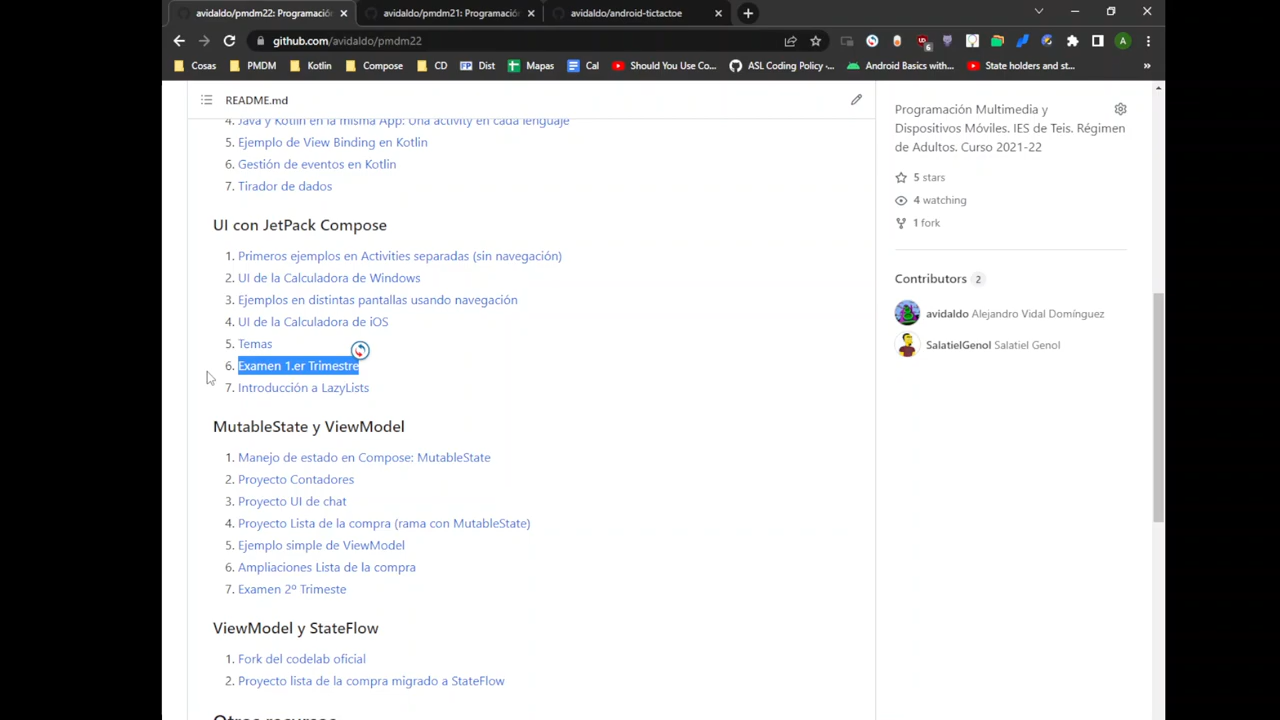 avidaldo/pmdm22: Programació
avidaldo/pmdm21: Programació
avidaldo/android-tictactoe
github.com/avidaldo/pmdm22
6
A
Cosas
PMDM
Kotlin
Compose
CD
FP Dist
Mapas
Cal
Should You Use Co...
ASL Coding Policy -...
Android Basics with...
State holders and st...
»
README.md
4. Java y Kotlin en la misma App: Una activity en cada lenguaje
5. Ejemplo de View Binding en Kotlin
6. Gestión de eventos en Kotlin
7. Tirador de dados
UI con JetPack Compose
1. Primeros ejemplos en Activities separadas (sin navegación)
2. UI de la Calculadora de Windows
3. Ejemplos en distintas pantallas usando navegación
4. UI de la Calculadora de iOS
5. Temas
6. Examen 1.er Trimestre
7. Introducción a LazyLists
MutableState y ViewModel
1. Manejo de estado en Compose: MutableState
2. Proyecto Contadores
3. Proyecto UI de chat
4. Proyecto Lista de la compra (rama con MutableState)
5. Ejemplo simple de ViewModel
6. Ampliaciones Lista de la compra
7. Examen 2º Trimeste
ViewModel y StateFlow
1. Fork del codelab oficial
2. Proyecto lista de la compra migrado a StateFlow
Otros recursos
Programación Multimedia y
Dispositivos Móviles. IES de Teis. Régimen
de Adultos. Curso 2021-22
5 stars
4 watching
1 fork
Contributors 2
avidaldo Alejandro Vidal Domínguez
SalatielGenol Salatiel Genol